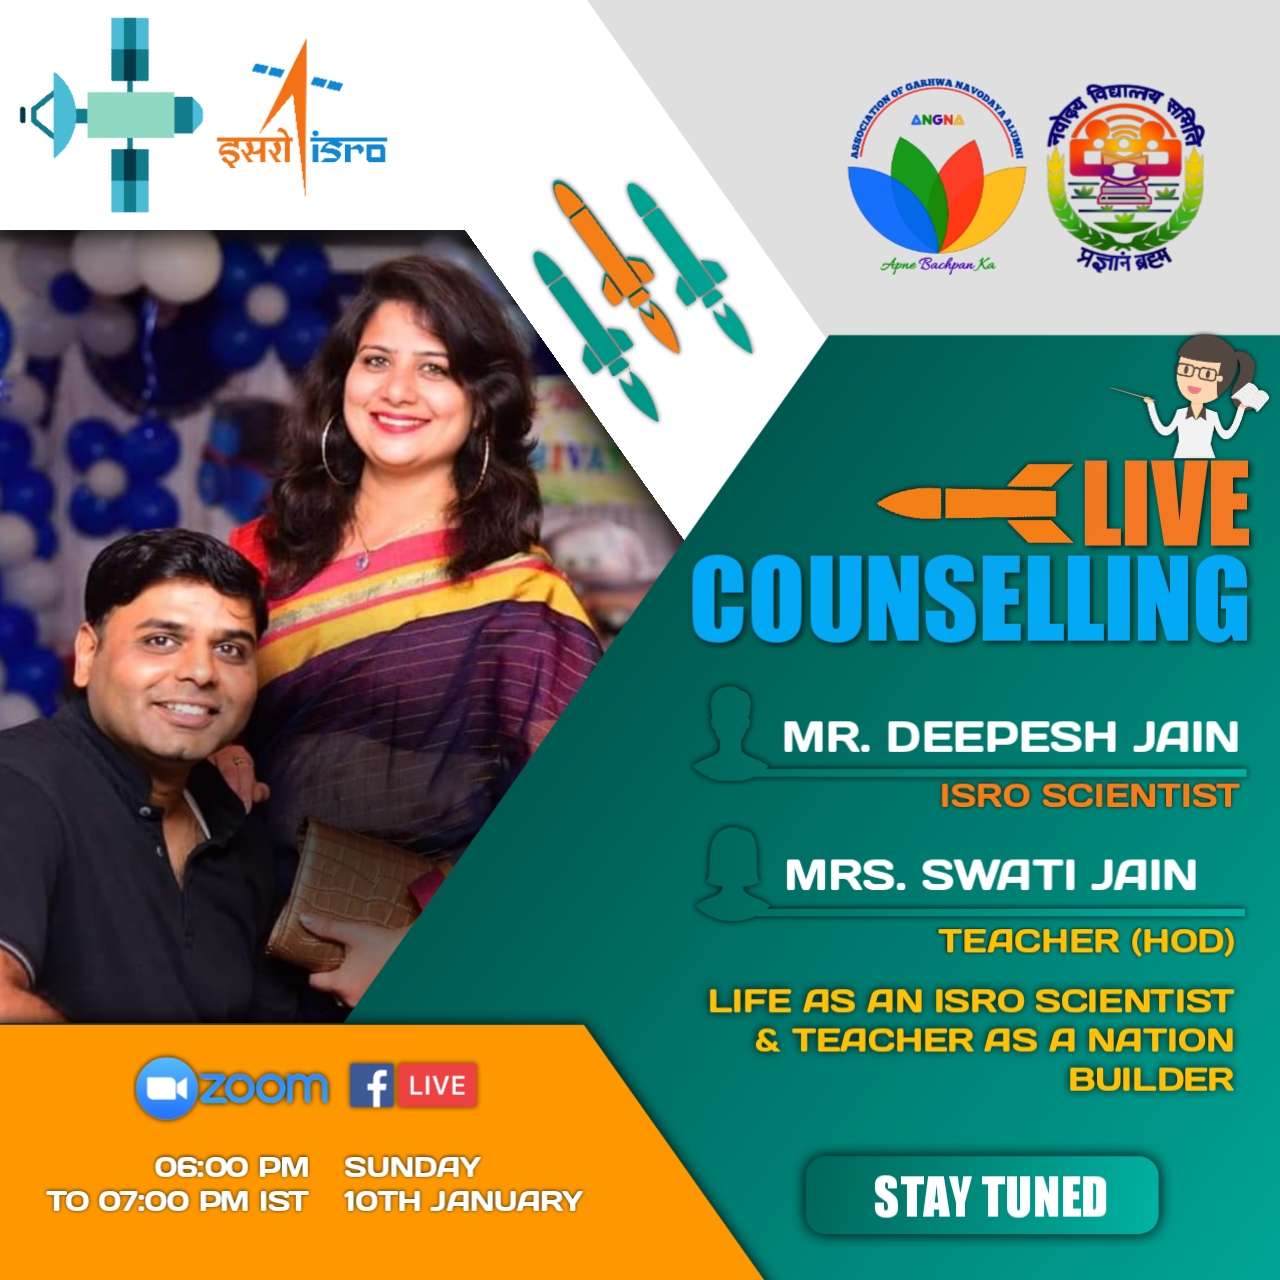 इसरो isro
ASSOCIATION OF GARHWA NAVODAYA ALUMNI
ANGNA
Apne Bachpan Ka
नवोदय विद्यालय समिति
प्रज्ञानं ब्रह्म
LIVE
COUNSELLING
MR. DEEPESH JAIN
ISRO SCIENTIST
MRS. SWATI JAIN
TEACHER (HOD)
LIFE AS AN ISRO SCIENTIST
& TEACHER AS A NATION
BUILDER
zoom f LIVE
06:00 PM
TO 07:00 PM IST
SUNDAY
10TH JANUARY
STAY TUNED